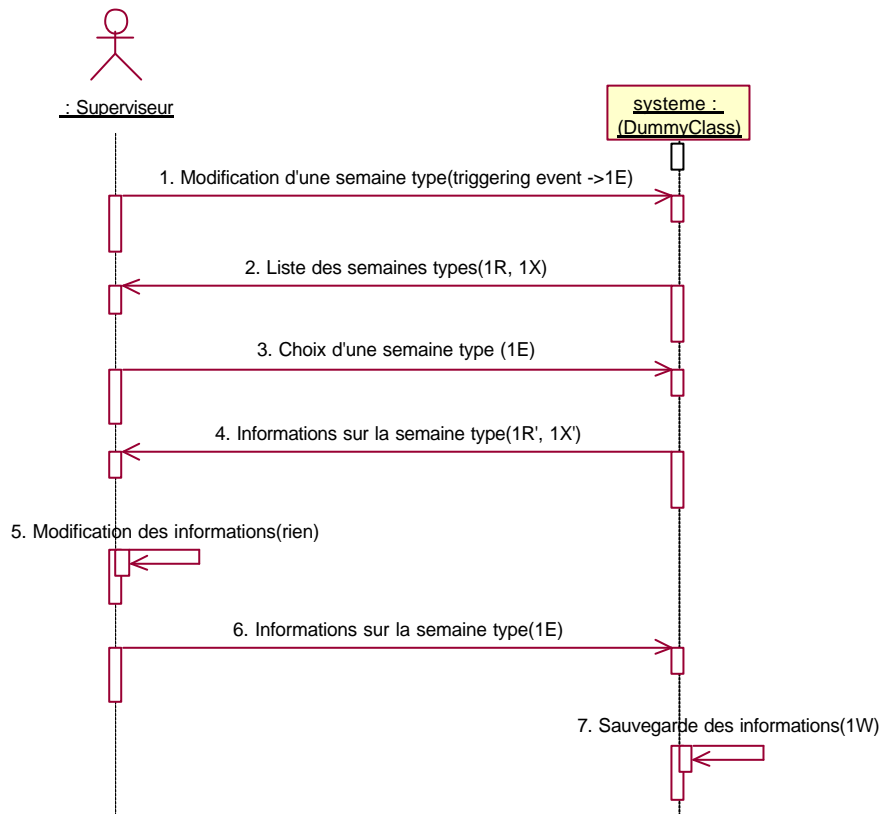 : Superviseur
systeme :
(DummyClass)
1. Modification d'une semaine type(triggering event ->1E)
2. Liste des semaines types(1R, 1X)
3. Choix d'une semaine type (1E)
4. Informations sur la semaine type(1R', 1X')
5. Modification des informations(rien)
6. Informations sur la semaine type(1E)
7. Sauvegarde des informations(1W)